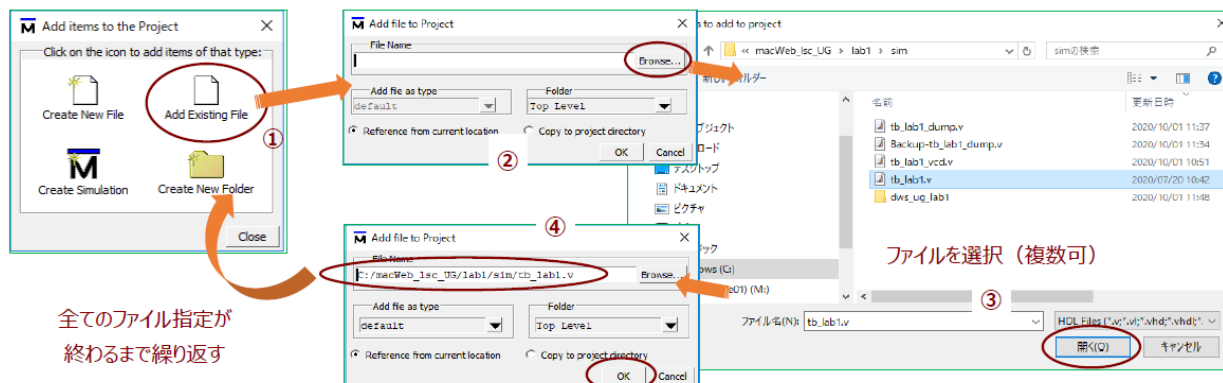 Add items to the Project
Click on the icon to add items of that type:
Create New File
Add Existing File
①
Create Simulation
Create New Folder
Close
全てのファイル指定が
終わるまで繰り返す
Add file to Project
File Name
Browse...
Add file as type
default
Folder
Top Level
Reference from current location
Copy to project directory
②
OK
Cancel
④
Add file to Project
File Name
C:/macWeb_lsc_UG/lab1/sim/tb_lab1.v
Browse...
Add file as type
default
Folder
Top Level
Reference from current location
Copy to project directory
OK
Cancel
s to add to project
« macWeb_lsc_UG > lab1 > sim
simの検索
名前
更新日時
ブジェクト
tb_lab1_dump.v
2020/10/01 11:37
ロード
Backup-tb_lab1_dump.v
2020/10/01 11:34
デスクトップ
tb_lab1_vcd.v
2020/10/01 10:51
ドキュメント
tb_lab1.v
2020/07/20 10:42
ピクチャ
dws_ug_lab1
2020/10/01 11:48
ジック
ows (C:)
e01) (M:)
ファイルを選択（複数可）
③
ファイル名(N):
tb_lab1.v
HDL Files (*.v;*.vl;*.vhd;*.vhdl;*.
開く(O)
キャンセル